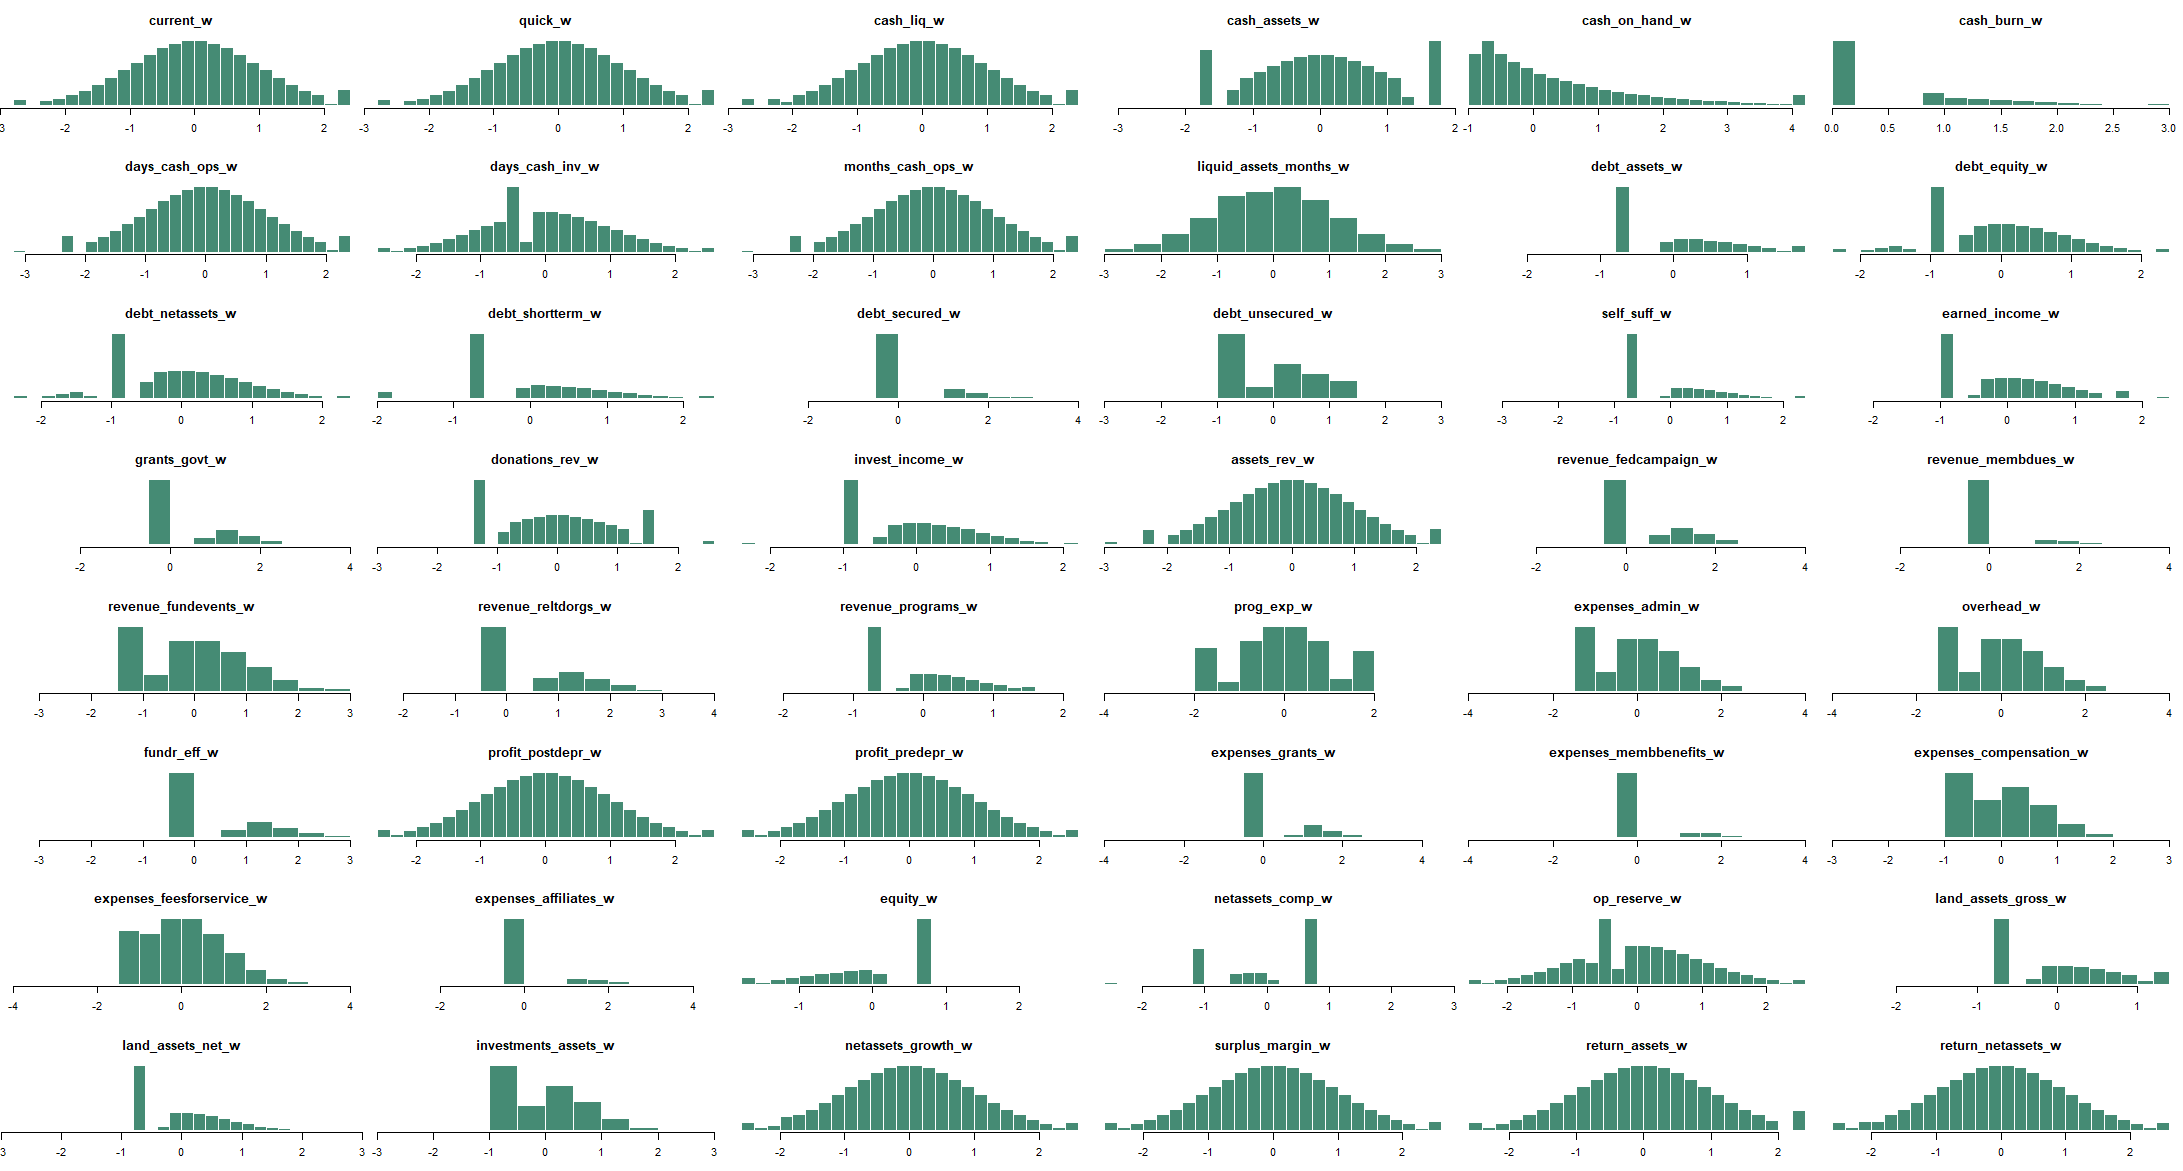 current_w quick_w cash_liq_w cash_assets_w cash_on_hand_w cash_burn_w
3 -2 -1 0 1 2 -3 -2 -1 0 1 2 -3 -2 -1 0 1 2 -3 -2 -1 0 1 2 -1 0 1 2 3 4 0.0 0.5 1.0 1.5 2.0 2.5 3.0
days_cash_ops_w days_cash_inv_w months_cash_ops_w liquid_assets_months_w debt_assets_w debt_equity_w
-3 -2 -1 0 1 2 -2 -1 0 1 2 -3 -2 -1 0 1 2 -3 -2 -1 0 1 2 3 -2 -1 0 1 -2 -1 0 1 2
debt_netassets_w debt_shortterm_w debt_secured_w debt_unsecured_w self_suff_w earned_income_w
-2 -1 0 1 2 -2 -1 0 1 2 -2 0 2 4 -3 -2 -1 0 1 2 3 -3 -2 -1 0 1 2 -2 -1 0 1 2
grants_govt_w donations_rev_w invest_income_w assets_rev_w revenue_fedcampaign_w revenue_membdues_w
-2 0 2 4 -3 -2 -1 0 1 2 -2 -1 0 1 2 -3 -2 -1 0 1 2 -2 0 2 4 -2 0 2 4
revenue_fundevents_w revenue_reltdorgs_w revenue_programs_w prog_exp_w expenses_admin_w overhead_w
-3 -2 -1 0 1 2 3 -2 -1 0 1 2 3 4 -2 -1 0 1 2 -4 -2 0 2 -4 -2 0 2 4 -4 -2 0 2 4
fundr_eff_w profit_postdepr_w profit_predepr_w expenses_grants_w expenses_membbenefits_w expenses_compensation_w
-3 -2 -1 0 1 2 3 -2 -1 0 1 2 -2 -1 0 1 2 -4 -2 0 2 4 -4 -2 0 2 4 -3 -2 -1 0 1 2 3
expenses_feesforservice_w expenses_affiliates_w equity_w netassets_comp_w op_reserve_w land_assets_gross_w
-4 -2 0 2 4 -2 0 2 4 -1 0 1 2 -2 -1 0 1 2 3 -2 -1 0 1 2 -2 -1 0 1
land_assets_net_w investments_assets_w netassets_growth_w surplus_margin_w return_assets_w return_netassets_w
3 -2 -1 0 1 2 3 -3 -2 -1 0 1 2 3 -2 -1 0 1 2 -2 -1 0 1 2 -2 -1 0 1 2 -2 -1 0 1 2